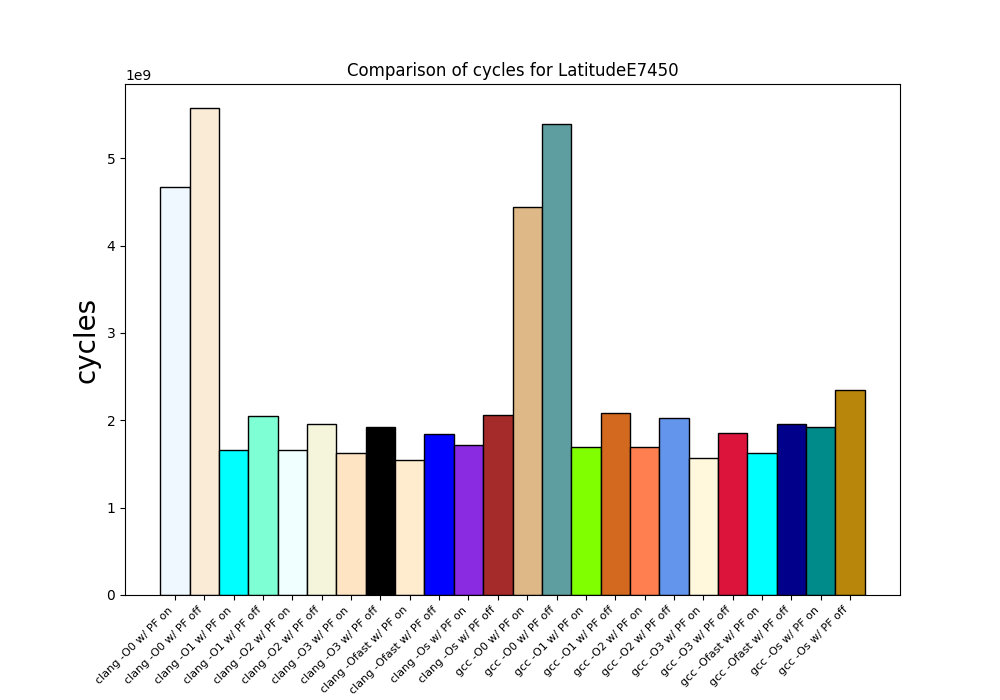 Comparison of cycles for LatitudeE7450
1e9
5
4
3
2
1
0
cycles
clang -O0 w/ PF on
clang -O0 w/ PF off
clang -O1 w/ PF on
clang -O1 w/ PF off
clang -O2 w/ PF on
clang -O2 w/ PF off
clang -O3 w/ PF on
clang -O3 w/ PF off
clang -Ofast w/ PF on
clang -Ofast w/ PF off
clang -Os w/ PF on
clang -Os w/ PF off
gcc -O0 w/ PF on
gcc -O0 w/ PF off
gcc -O1 w/ PF on
gcc -O1 w/ PF off
gcc -O2 w/ PF on
gcc -O2 w/ PF off
gcc -O3 w/ PF on
gcc -O3 w/ PF off
gcc -Ofast w/ PF on
gcc -Ofast w/ PF off
gcc -Os w/ PF on
gcc -Os w/ PF off